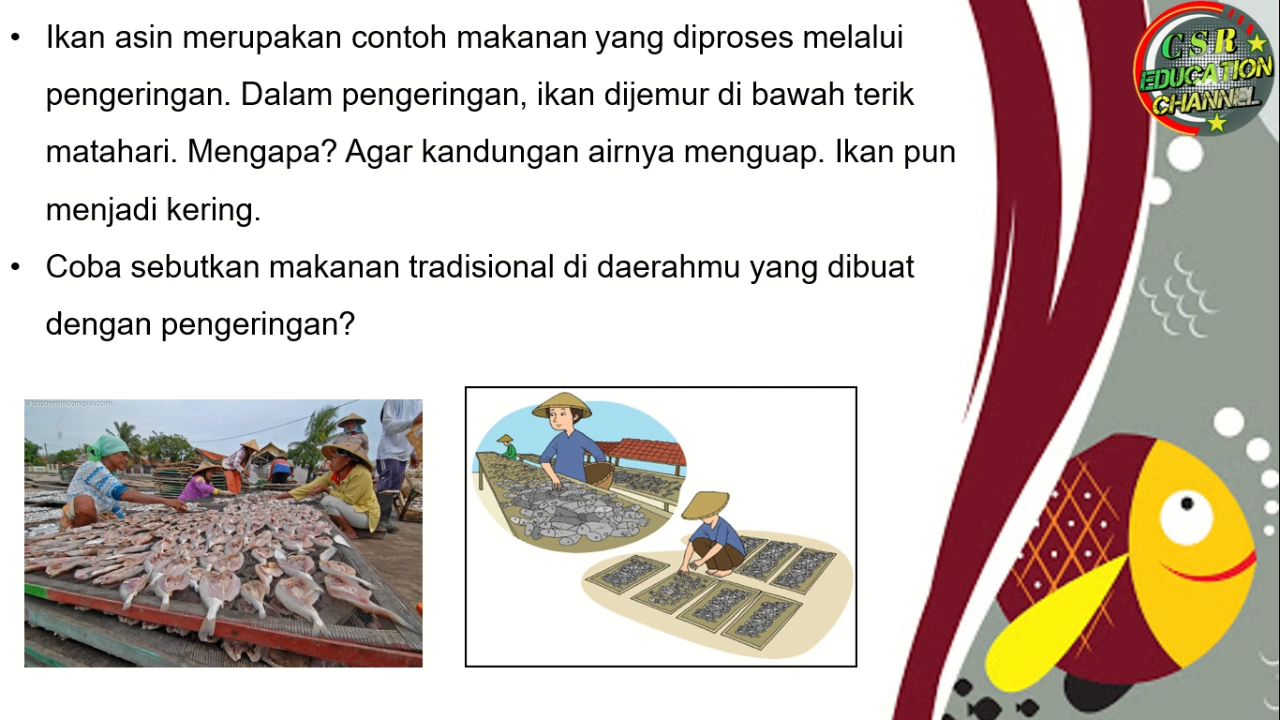 • Ikan asin merupakan contoh makanan yang diproses melalui
pengeringan. Dalam pengeringan, ikan dijemur di bawah terik
matahari. Mengapa? Agar kandungan airnya menguap. Ikan pun
menjadi kering.
• Coba sebutkan makanan tradisional di daerahmu yang dibuat
dengan pengeringan?
CSR
EDUCATION
CHANNEL